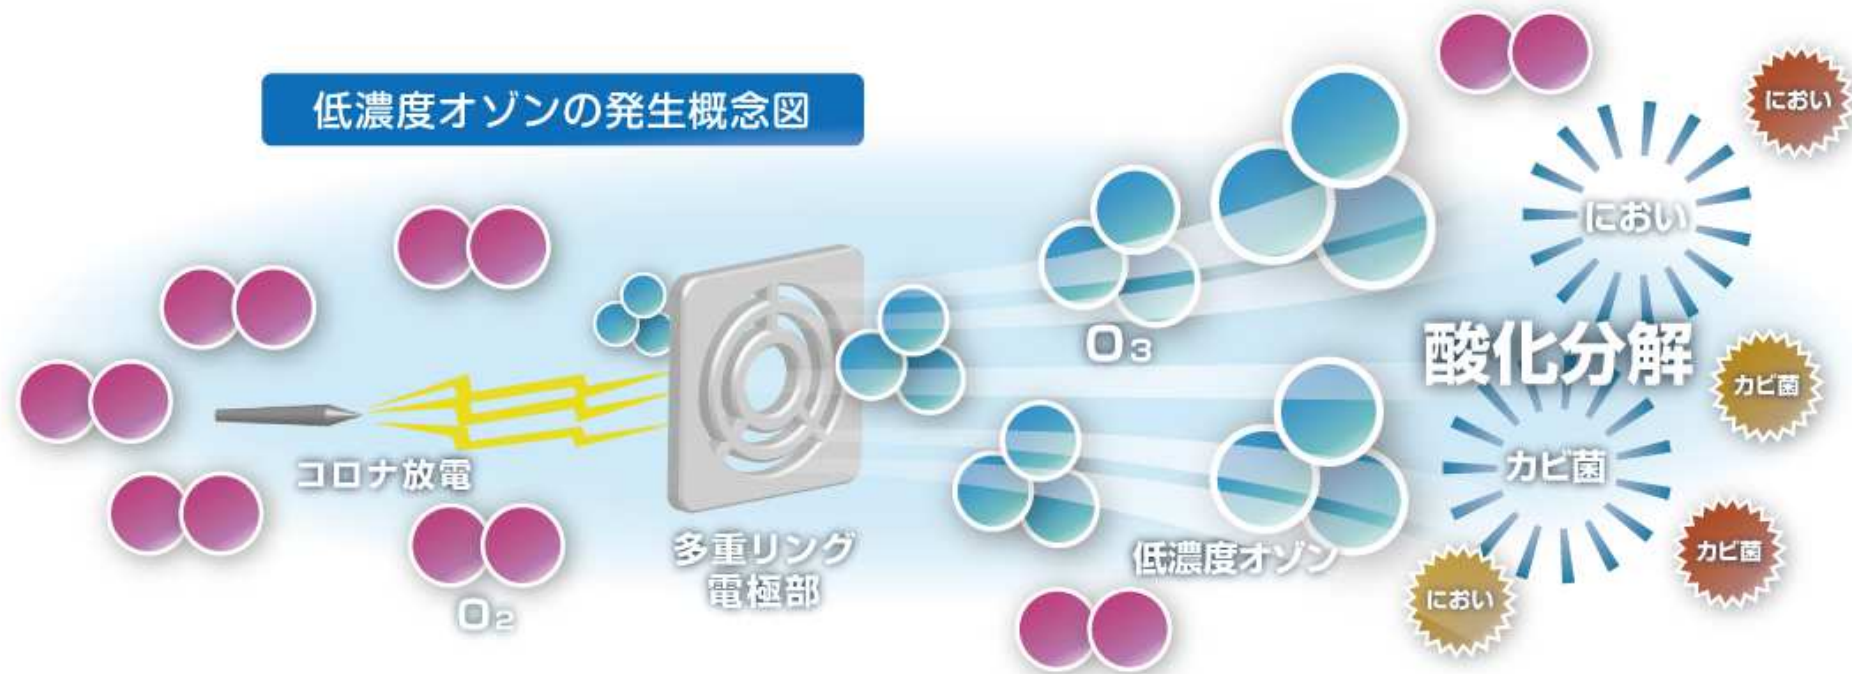 低濃度オゾンの発生概念図
コロナ放電
O2
多重リング
電極部
O3
低濃度オゾン
におい
におい
酸化分解
カビ菌
カビ菌
カビ菌
におい